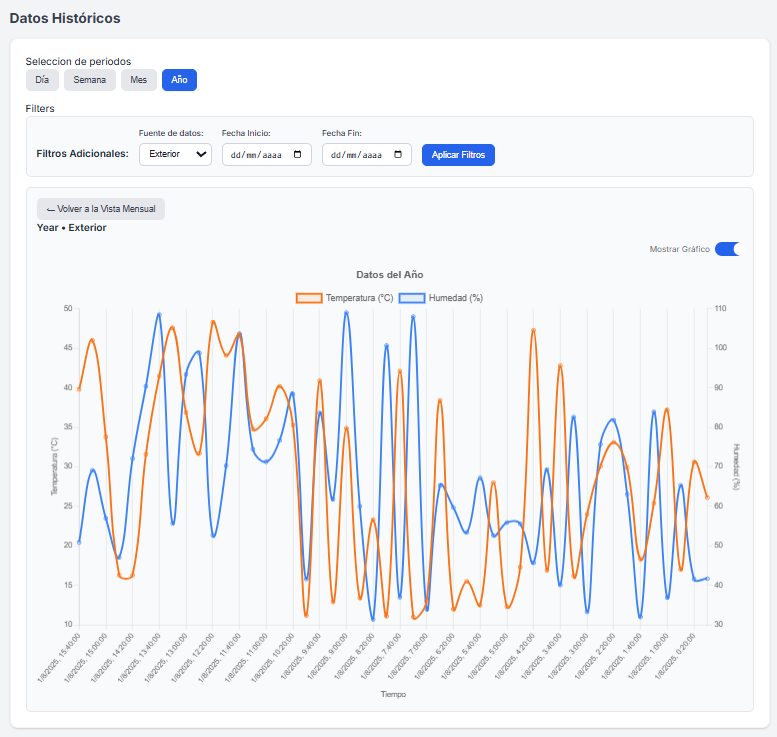 Datos Históricos
Seleccion de periodos
Día Semana Mes Año
Filters
Fuente de datos: Fecha Inicio: Fecha Fin:
Filtros Adicionales: Exterior dd/mm/aaaa dd/mm/aaaa Aplicar Filtros
← Volver a la Vista Mensual
Year • Exterior
Mostrar Gráfico
Datos del Año
Temperatura (°C) Humedad (%)
50 110
45 100
40 90
35 80
30 70
25 60
20 50
15 40
10 30
Temperatura (°C)
Humedad (%)
1/8/2025, 15:40:00
1/8/2025, 15:00:00
1/8/2025, 14:20:00
1/8/2025, 13:40:00
1/8/2025, 13:00:00
1/8/2025, 12:20:00
1/8/2025, 11:40:00
1/8/2025, 11:00:00
1/8/2025, 10:20:00
1/8/2025, 9:40:00
1/8/2025, 9:00:00
1/8/2025, 8:20:00
1/8/2025, 7:40:00
1/8/2025, 7:00:00
1/8/2025, 6:20:00
1/8/2025, 5:40:00
1/8/2025, 5:00:00
1/8/2025, 4:20:00
1/8/2025, 3:40:00
1/8/2025, 3:00:00
1/8/2025, 2:20:00
1/8/2025, 1:40:00
1/8/2025, 1:00:00
1/8/2025, 0:20:00
Tiempo